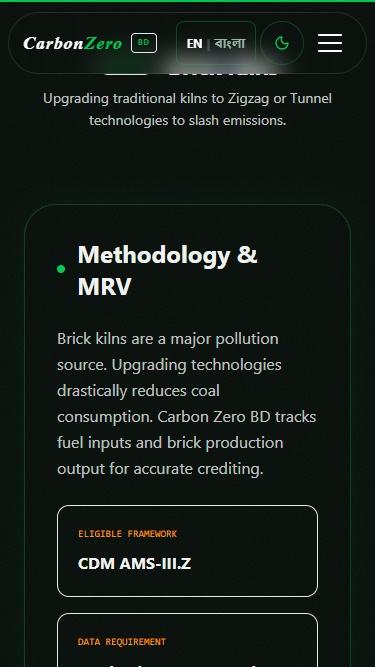 CarbonZero BD EN | বাংলা
Upgrading traditional kilns to Zigzag or Tunnel
technologies to slash emissions.
Methodology &
MRV
Brick kilns are a major pollution
source. Upgrading technologies
drastically reduces coal
consumption. Carbon Zero BD tracks
fuel inputs and brick production
output for accurate crediting.
ELIGIBLE FRAMEWORK
CDM AMS-III.Z
DATA REQUIREMENT